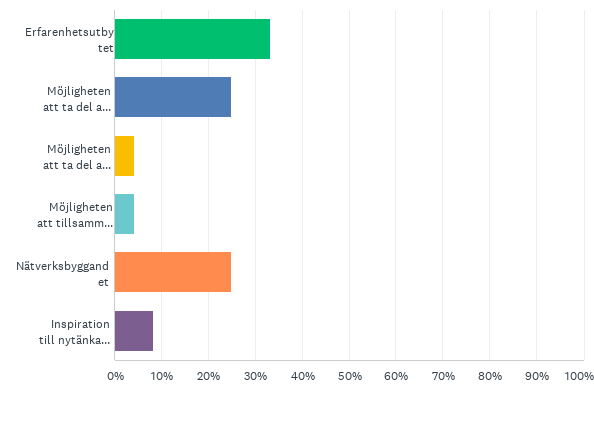 Erfarenhetsutby
tet
Möjligheten
att ta del a...
Möjligheten
att ta del a...
Möjligheten
att tillsamm...
Nätverksbyggand
et
Inspiration
till nytänka...
0% 10% 20% 30% 40% 50% 60% 70% 80% 90% 100%